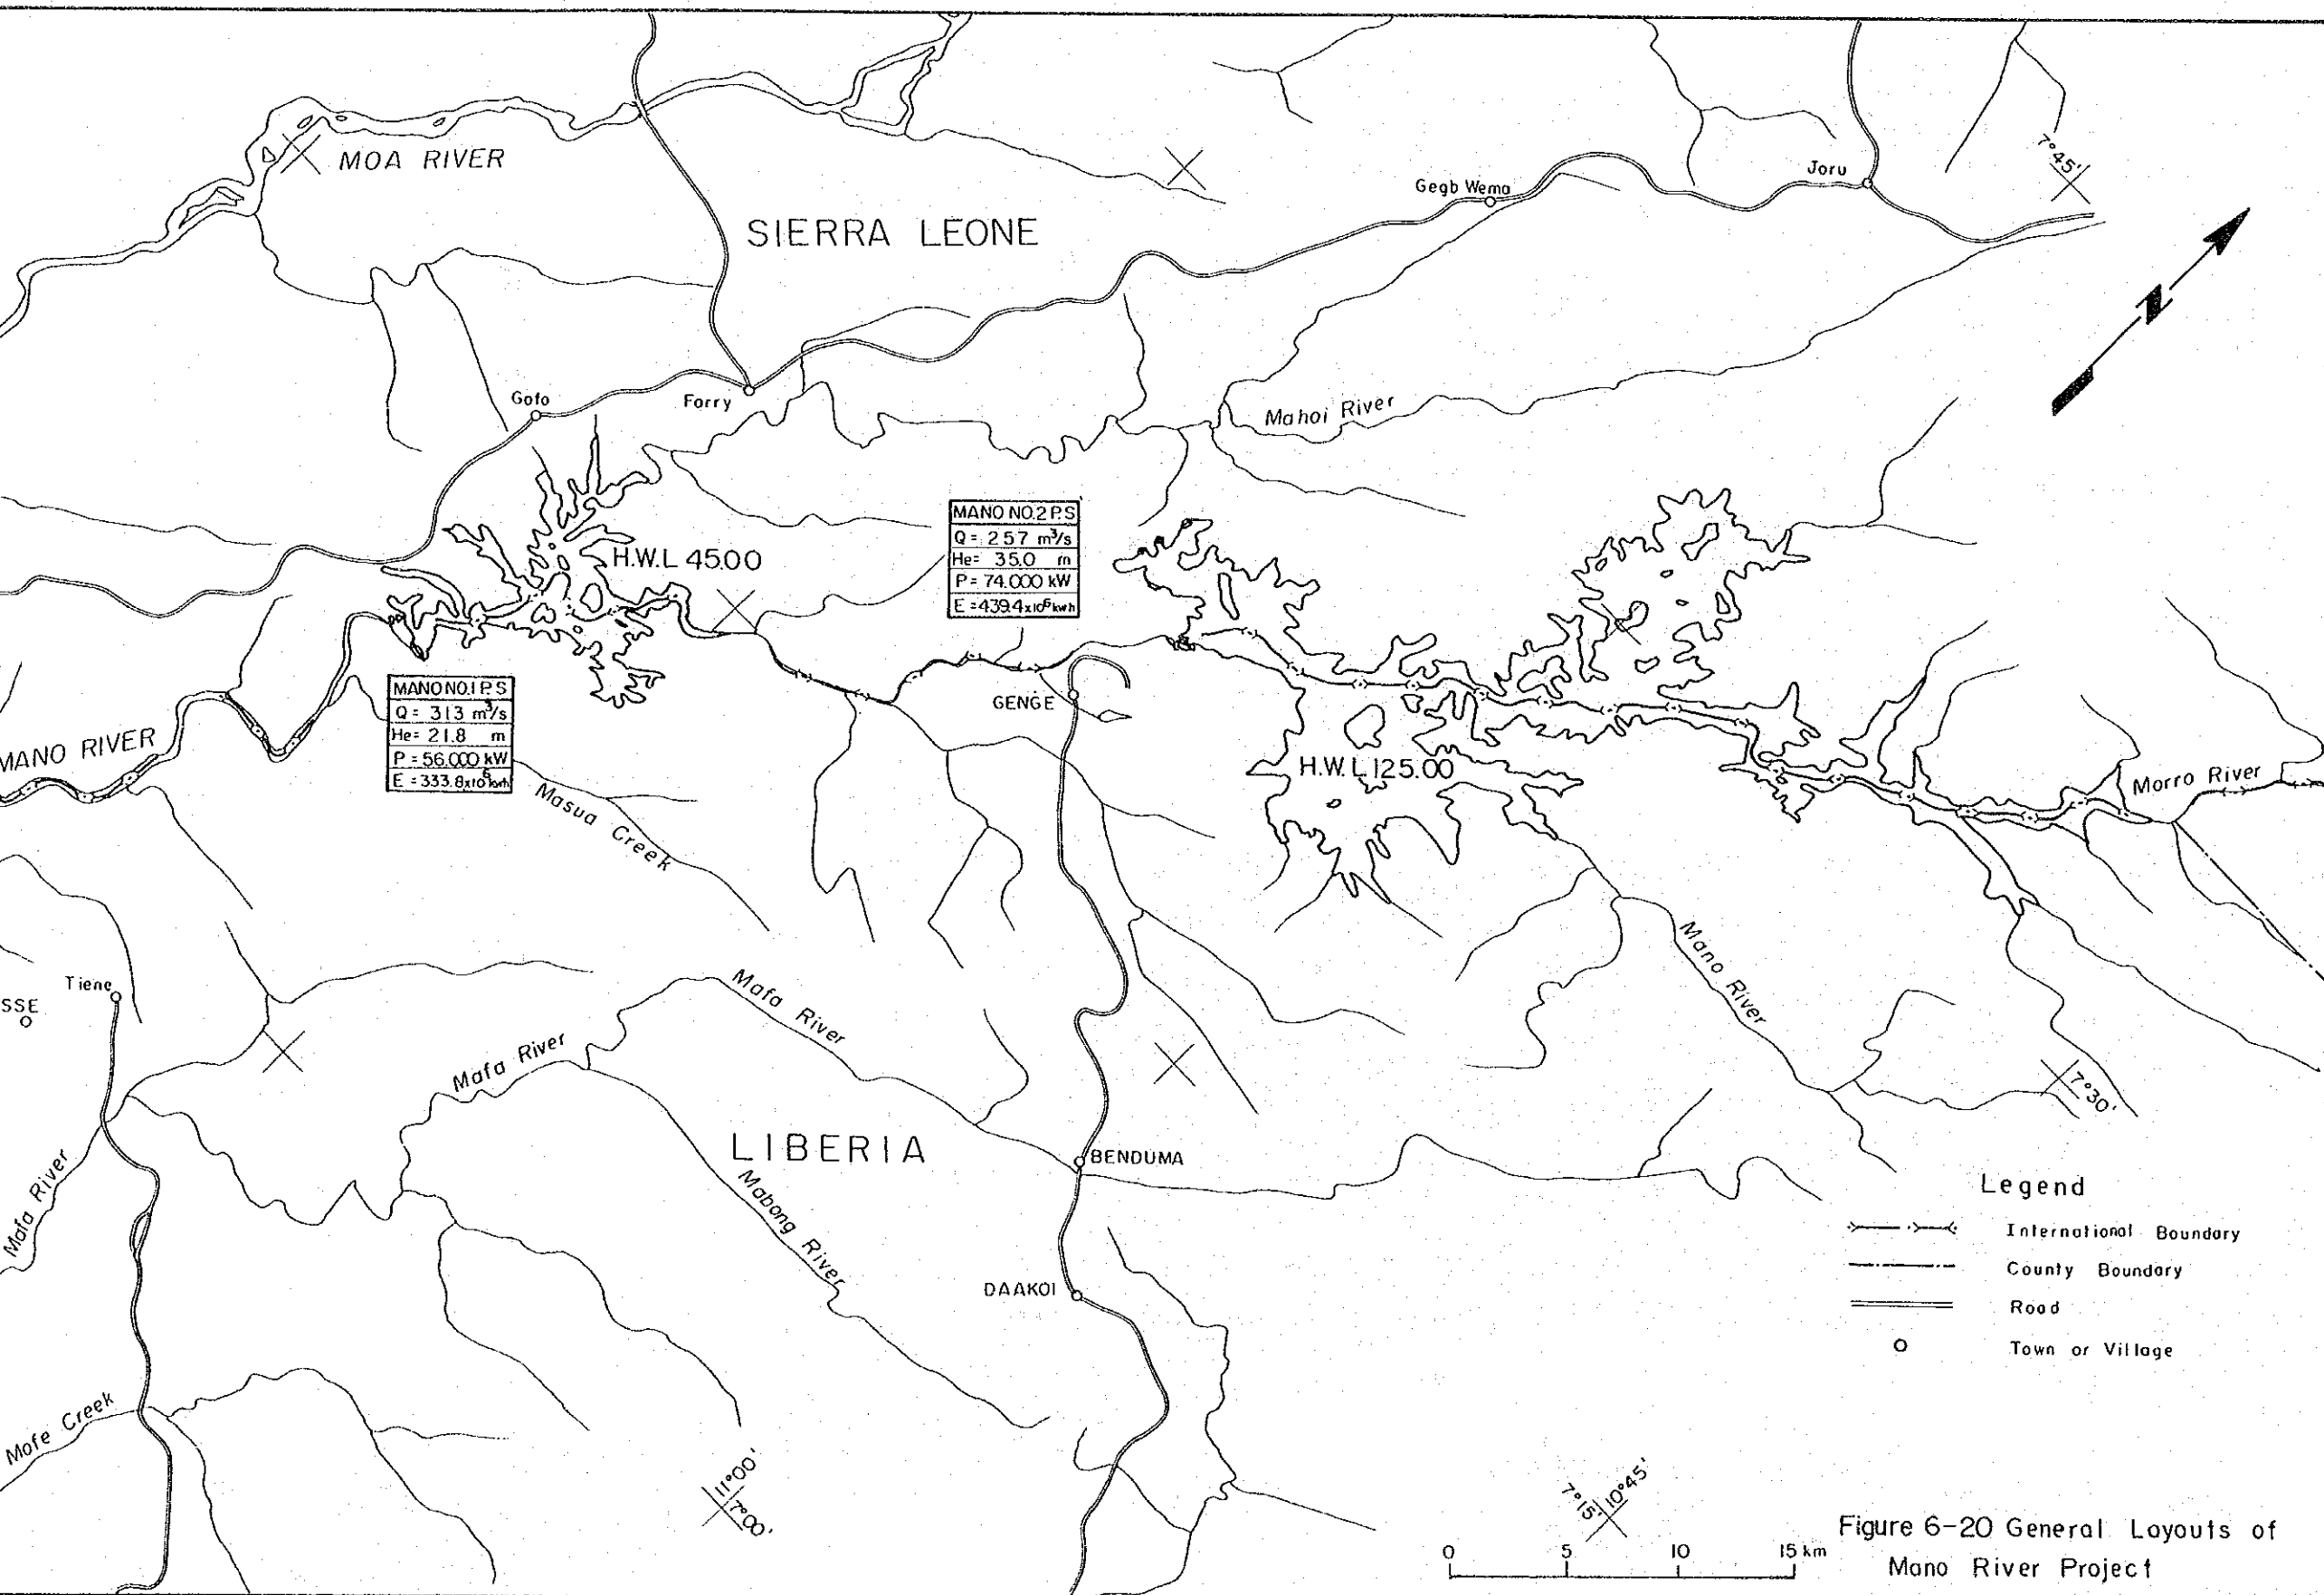 MOA RIVER
SIERRA LEONE
Gegb Wema
Joru
7°45'
N
Gofo
Forry
Mahoi River
H.W.L 45.00
MANO NO.2 P.S
Q = 257 m³/s
He= 35.0 m
P = 74.000 kW
E =439.4x10⁶kwh
MANO NO.1 P.S
Q = 313 m³/s
He= 21.8 m
P = 56.000 kW
E =333.8x10⁶kwh
MANO RIVER
GENGE
H.W.L 125.00
Morro River
Masua Creek
Mano River
Tiene
SSE
Mafa River
Mafa River
7°30'
LIBERIA
BENDUMA
Mafa River
Mabong River
DAAKOI
Mofe Creek
Legend
International Boundary
County Boundary
Road
Town or Village
11°00'
7°00'
7°15'
10°45'
0 5 10 15 km
Figure 6-20 General Layouts of
Mano River Project